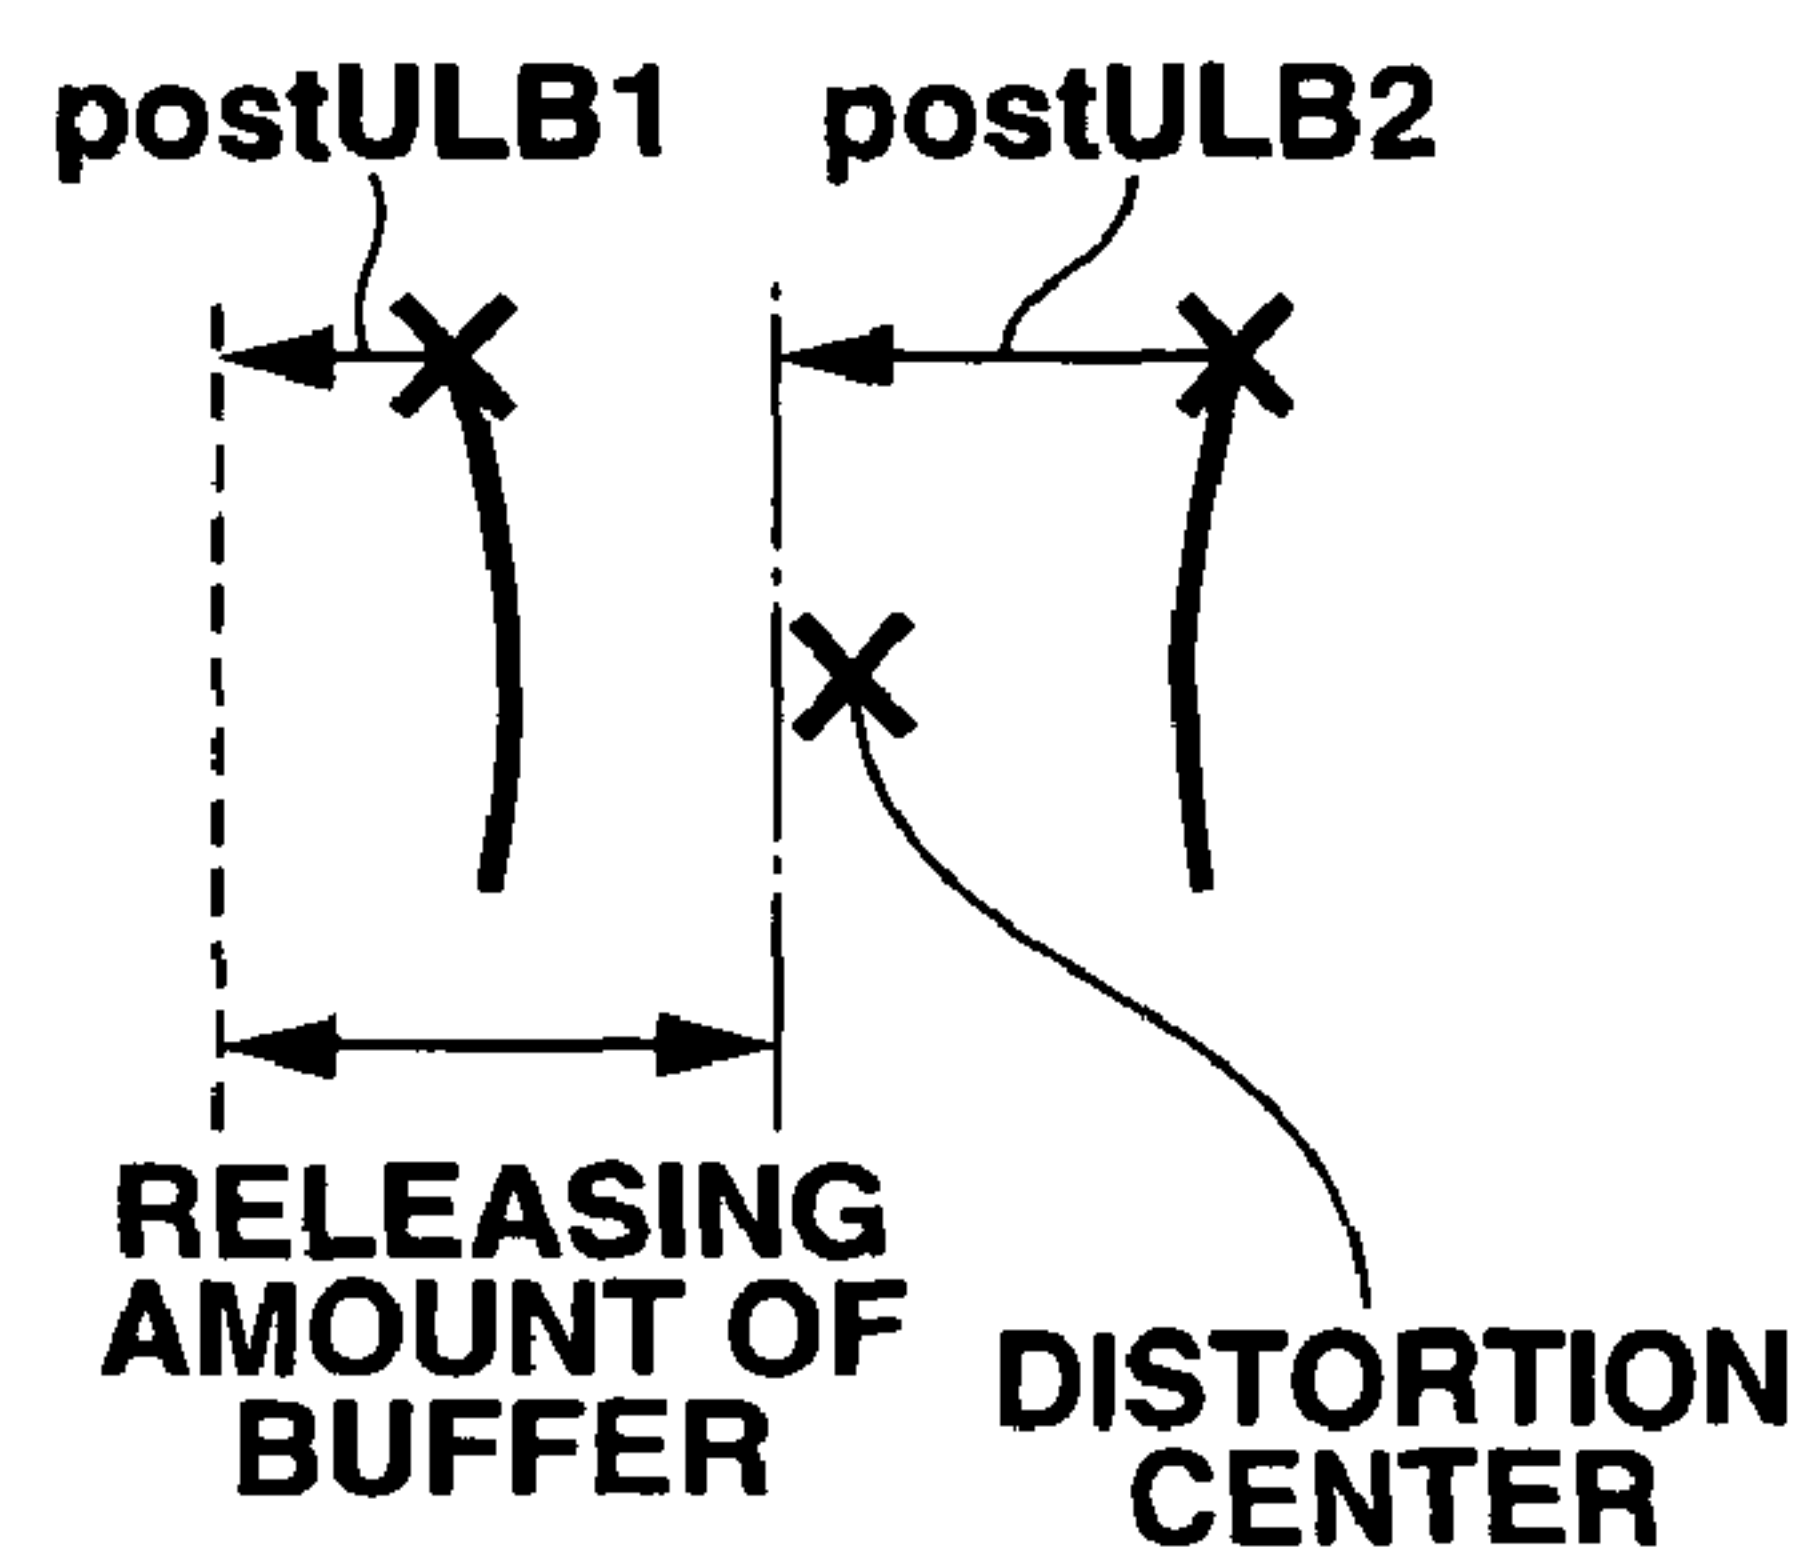 postULB1
postULB2
RELEASING
AMOUNT OF
BUFFER
DISTORTION
CENTER